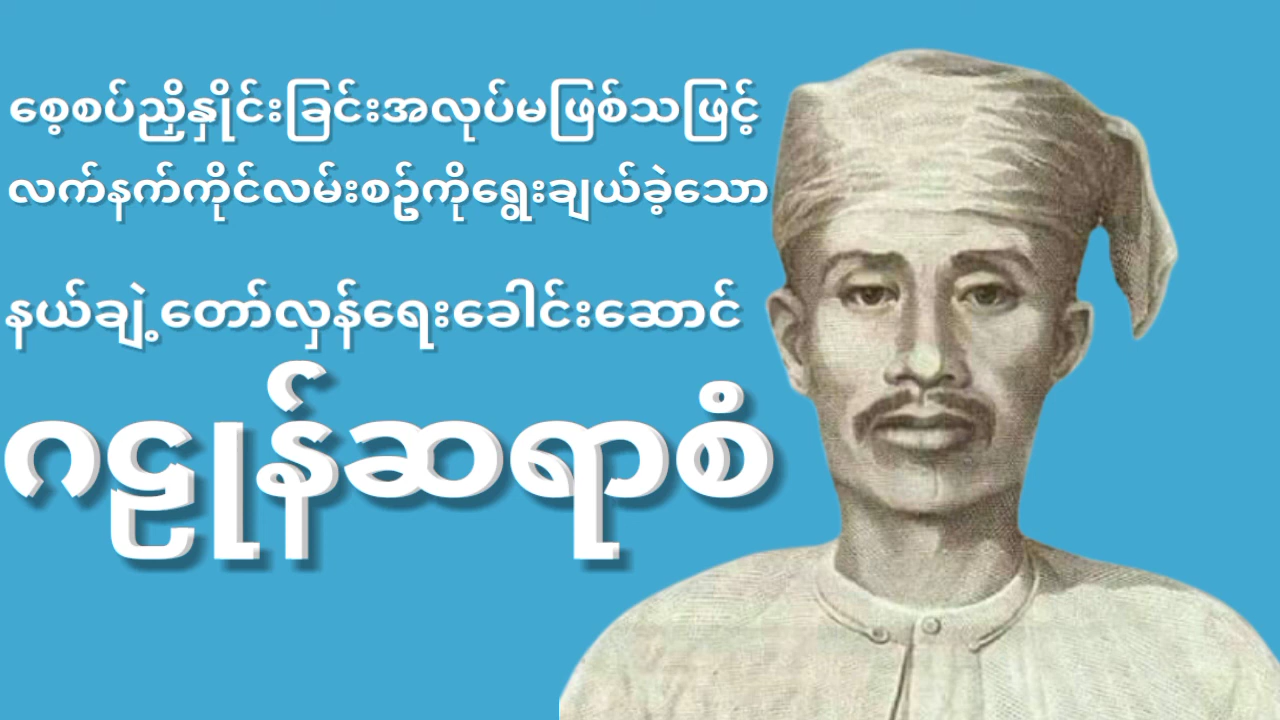 စေ့စပ်ညှိနှိုင်းခြင်းအလုပ်မဖြစ်သဖြင့်
လက်နက်ကိုင်လမ်းစဉ်ကိုရွေးချယ်ခဲ့သော
နယ်ချဲ့တော်လှန်ရေးခေါင်းဆောင်
ဂဠုန်ဆရာစံ